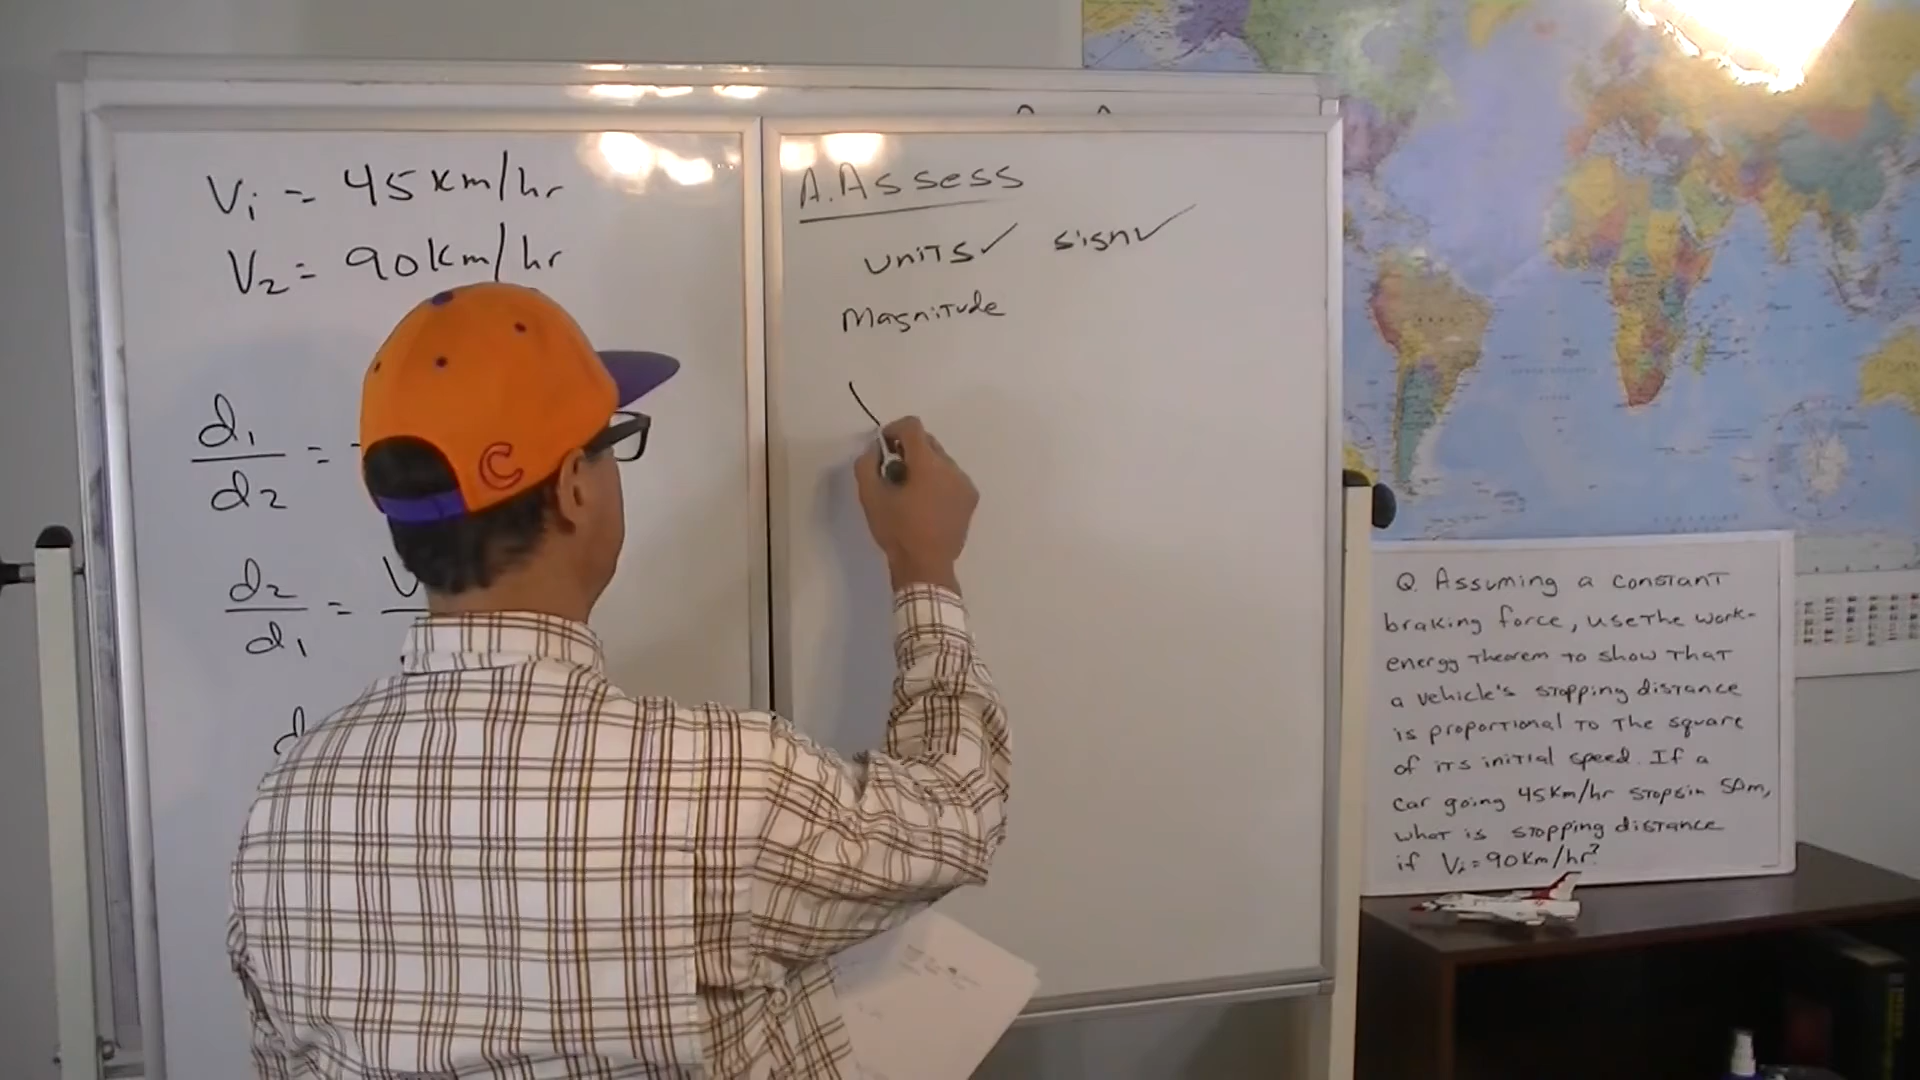 Vi = 45 km/hr
V2 = 90 km/hr
d1
d2
=
d2
d1
= V
d
A. Assess
units✓ sign✓
Magnitude
C
Q. Assuming a constant
braking force, use the work-
energy theorem to show that
a vehicle's stopping distance
is proportional to the square
of its initial speed. If a
car going 45km/hr stops in 50m,
what is stopping distance
if Vi = 90km/hr?